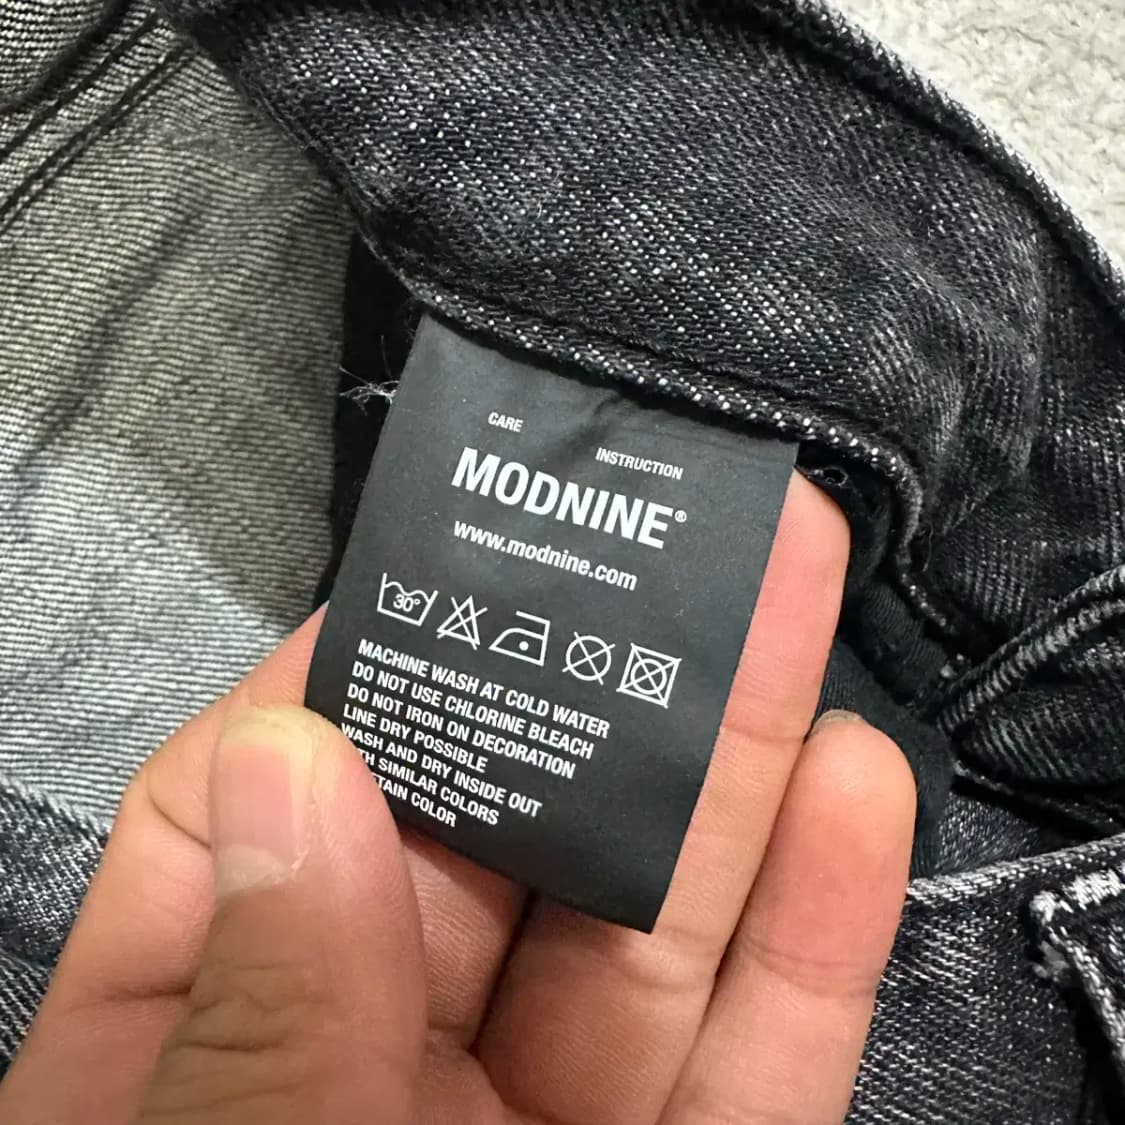 CARE
INSTRUCTION
MODNINE®
www.modnine.com
30°
MACHINE WASH AT COLD WATER
DO NOT USE CHLORINE BLEACH
DO NOT IRON ON DECORATION
LINE DRY POSSIBLE
WASH AND DRY INSIDE OUT
SIMILAR COLORS
COLOR